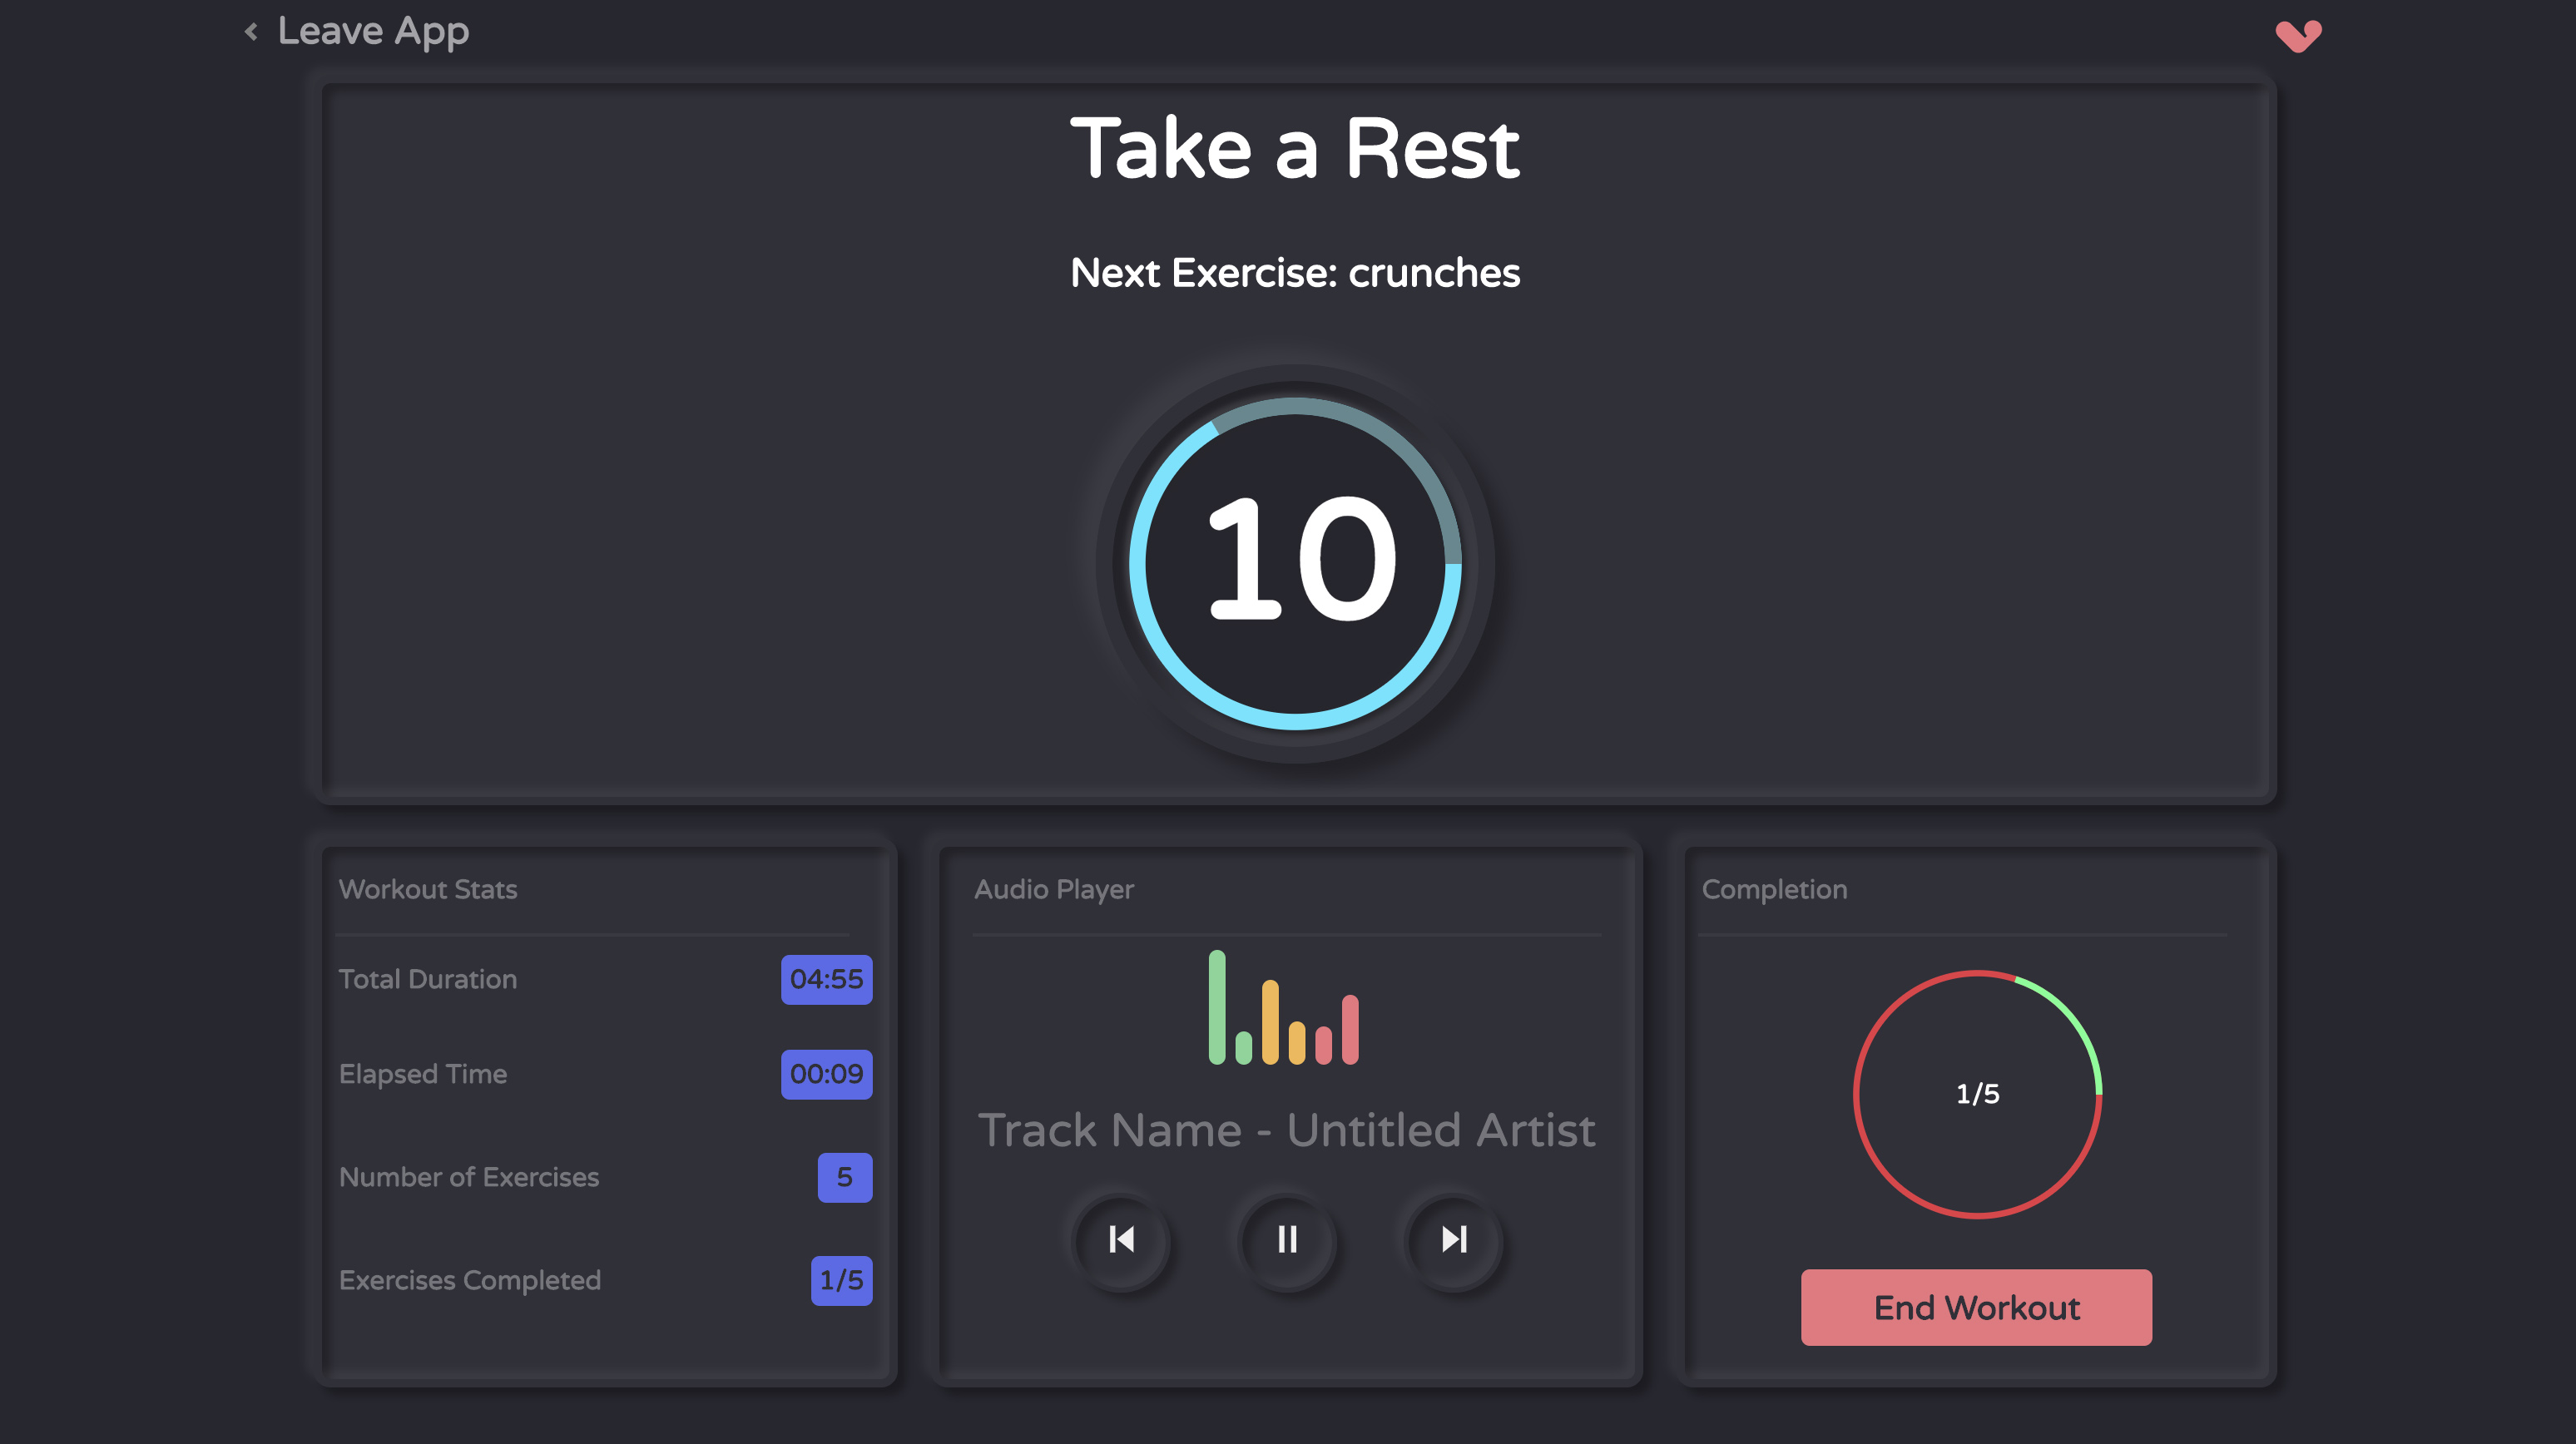 Leave App
Take a Rest
Next Exercise: crunches
10
Workout Stats
Total Duration 04:55
Elapsed Time 00:09
Number of Exercises 5
Exercises Completed 1/5
Audio Player
Track Name - Untitled Artist
Completion
1/5
End Workout